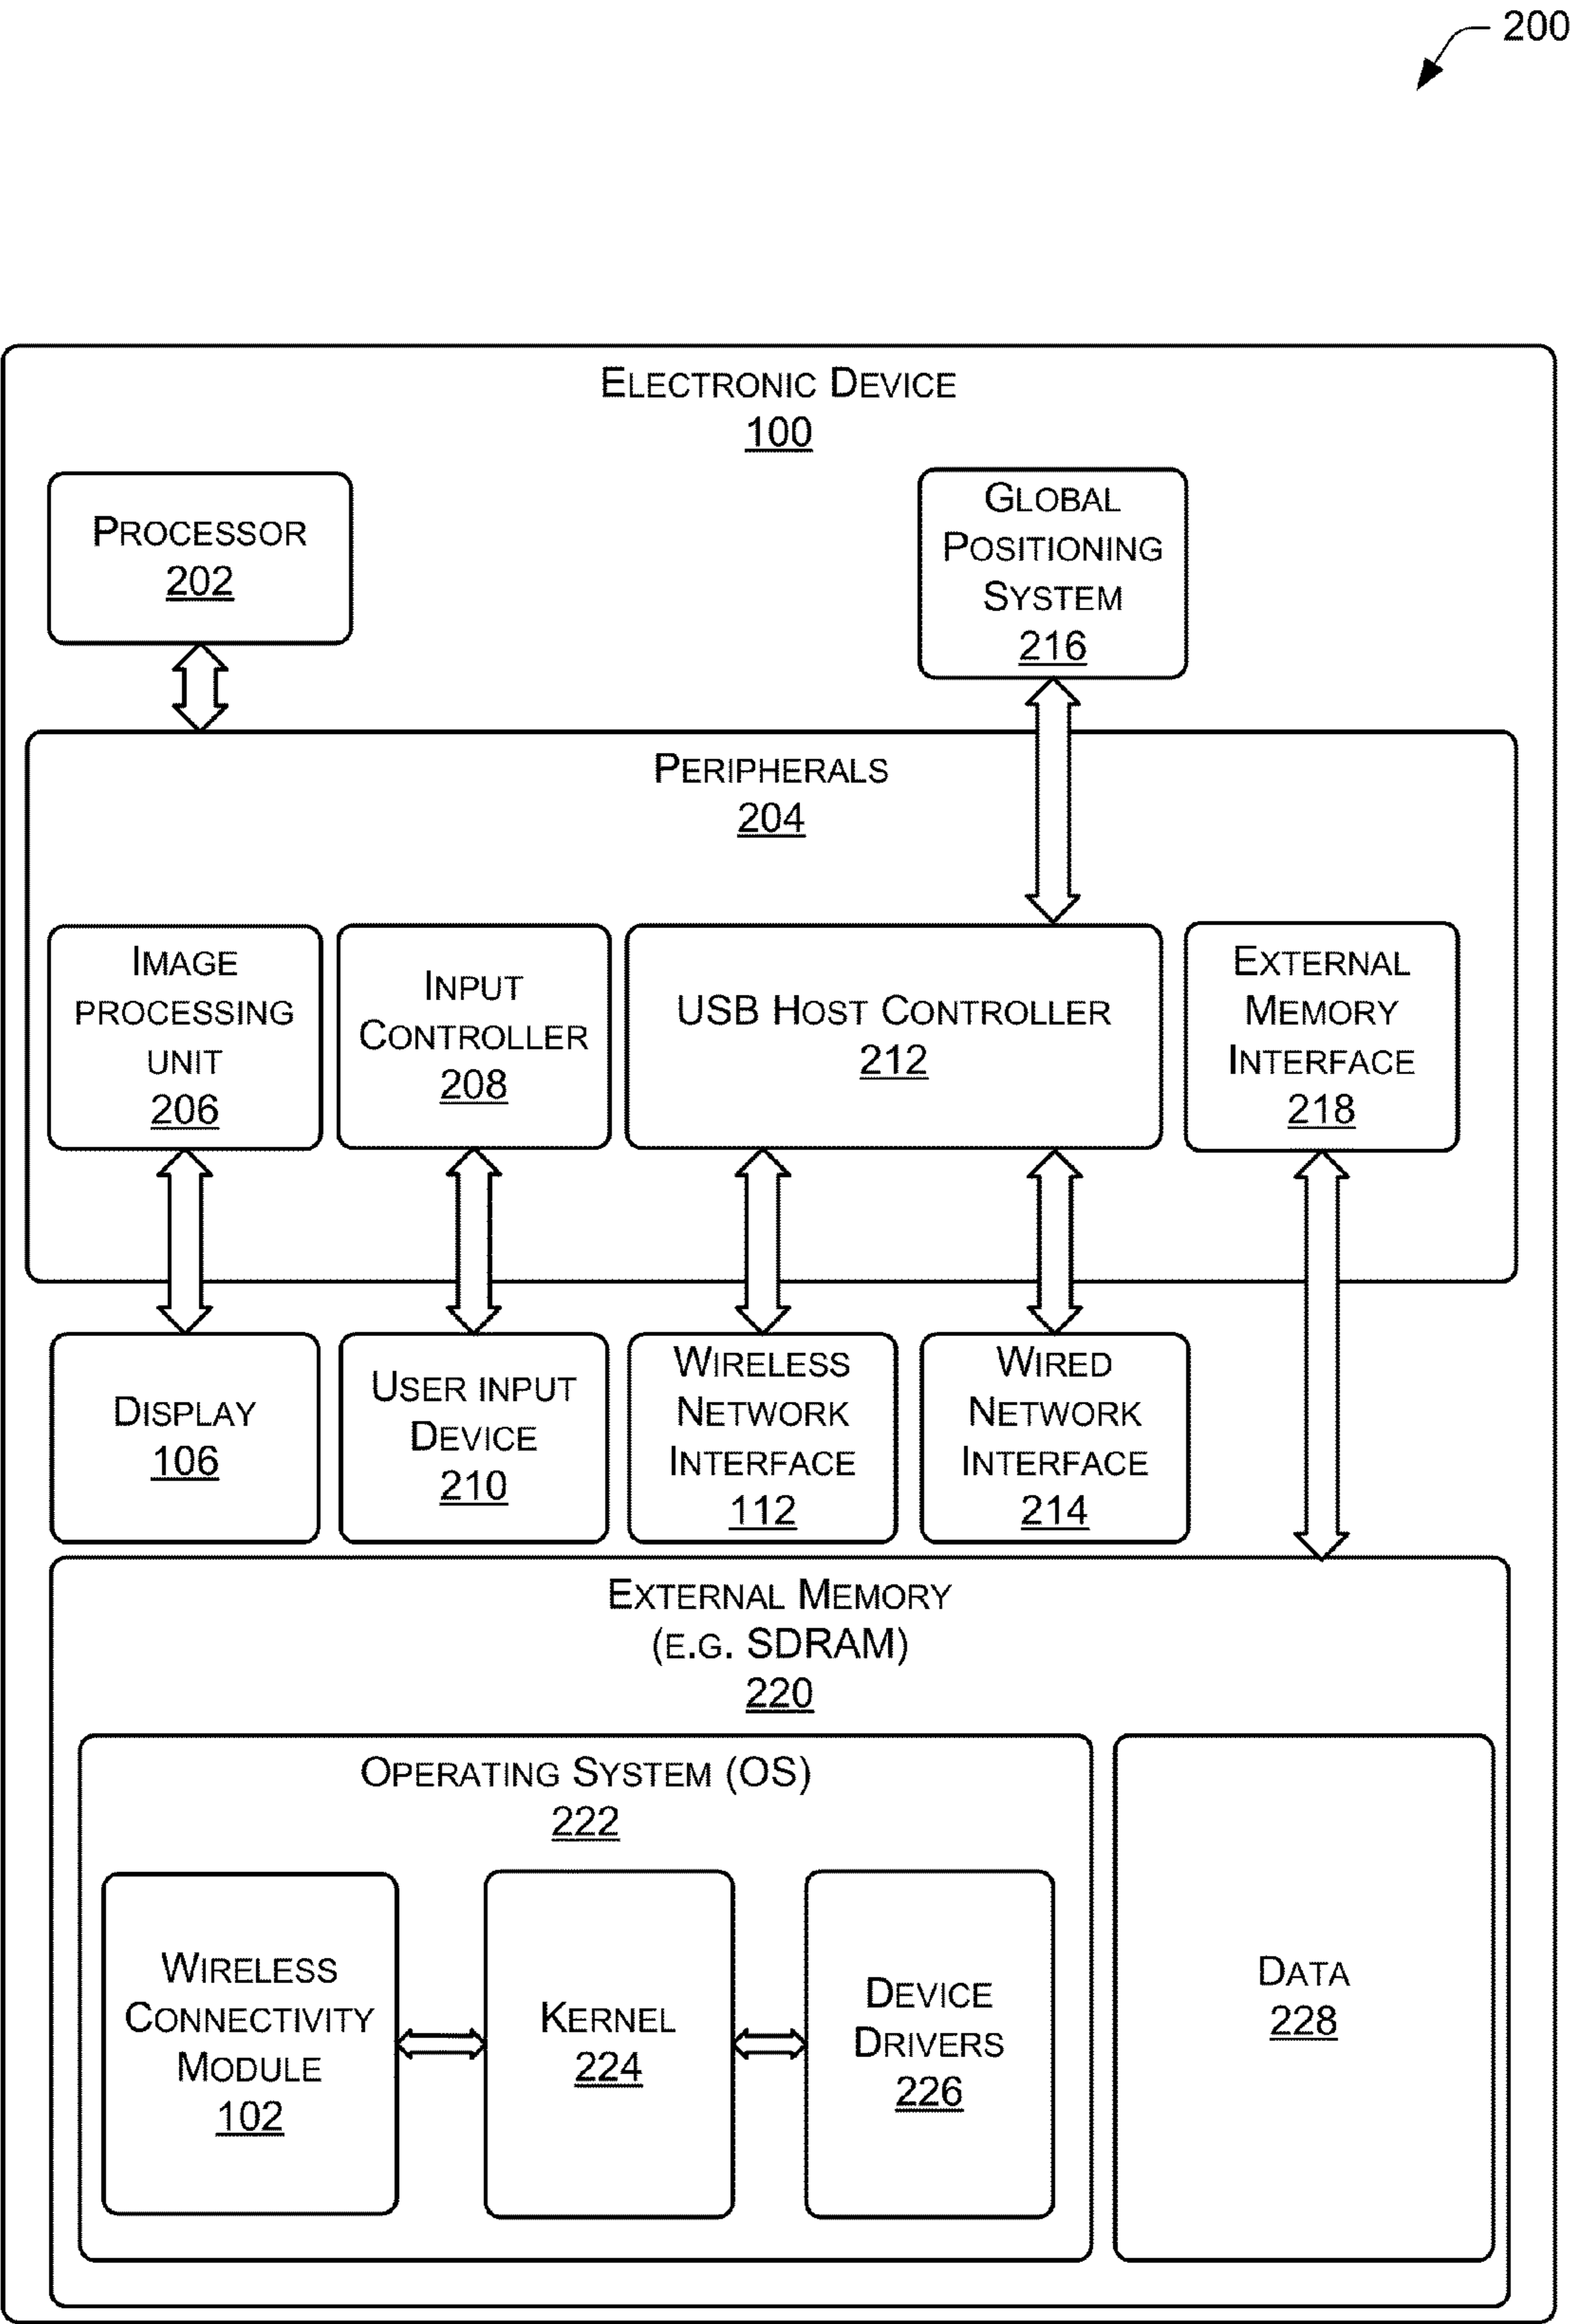 200
ELECTRONIC DEVICE
100
PROCESSOR
202
GLOBAL
POSITIONING
SYSTEM
216
PERIPHERALS
204
IMAGE
PROCESSING
UNIT
206
INPUT
CONTROLLER
208
USB HOST CONTROLLER
212
EXTERNAL
MEMORY
INTERFACE
218
DISPLAY
106
USER INPUT
DEVICE
210
WIRELESS
NETWORK
INTERFACE
112
WIRED
NETWORK
INTERFACE
214
EXTERNAL MEMORY
(E.G. SDRAM)
220
OPERATING SYSTEM (OS)
222
WIRELESS
CONNECTIVITY
MODULE
102
KERNEL
224
DEVICE
DRIVERS
226
DATA
228